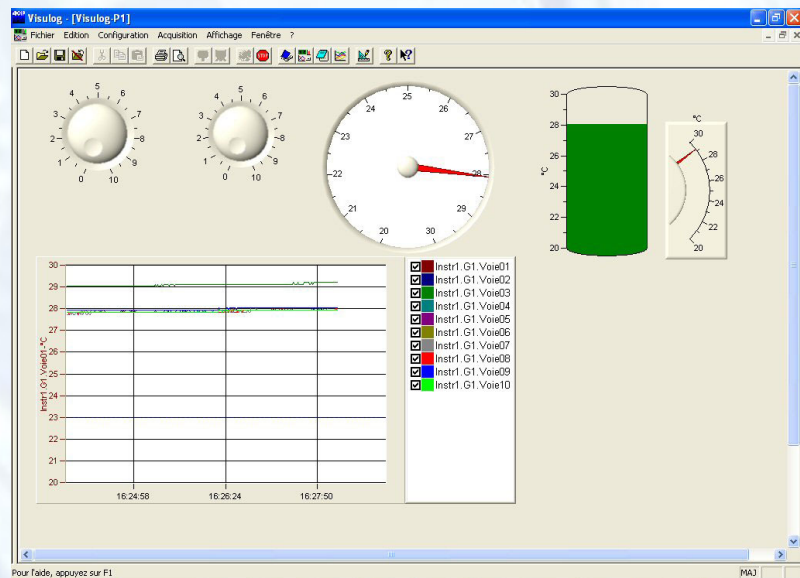 Visulog - [Visulog-P1]
Fichier Edition Configuration Acquisition Affichage Fenêtre ?
STOP
0 1 2 3 4 5 6 7 8 9 10
0 1 2 3 4 5 6 7 8 9 10
20 21 22 23 24 25 26 27 28 29 30
30
28
26
24
22
20
°C
°C
30
28
26
24
22
20
30
29
28
27
26
25
24
23
22
21
20
Instr1.G1.Voie01-°C
16:24:58 16:26:24 16:27:50
Instr1.G1.Voie01
Instr1.G1.Voie02
Instr1.G1.Voie03
Instr1.G1.Voie04
Instr1.G1.Voie05
Instr1.G1.Voie06
Instr1.G1.Voie07
Instr1.G1.Voie08
Instr1.G1.Voie09
Instr1.G1.Voie10
Pour l'aide, appuyez sur F1
MAJ